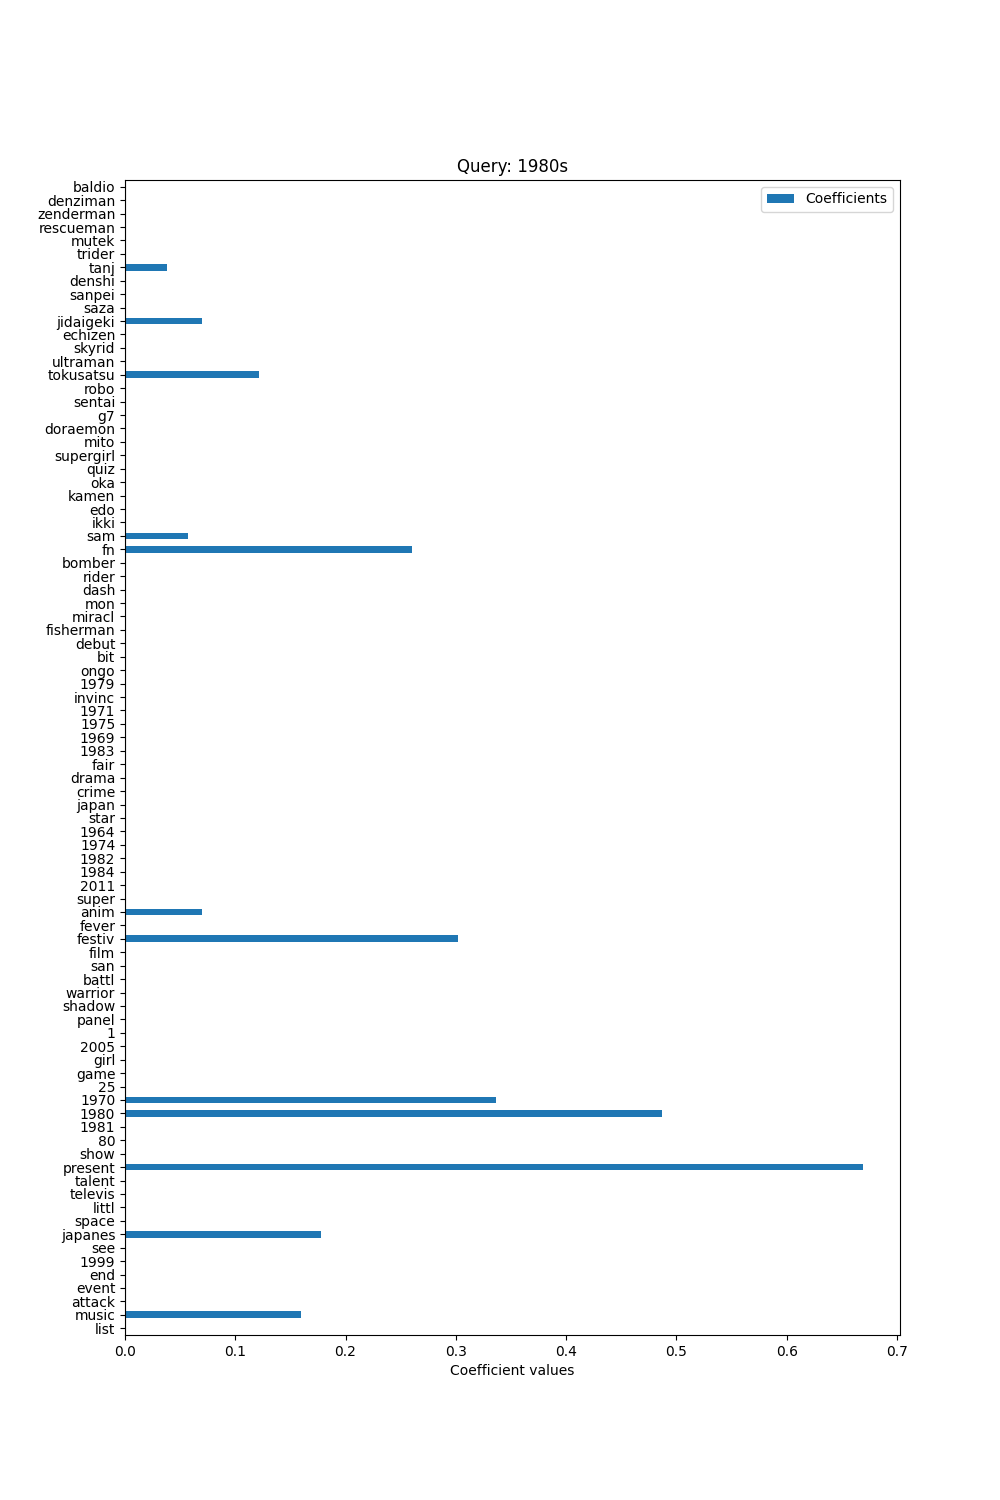 Query: 1980s
Coefficients
baldio
denziman
zenderman
rescueman
mutek
trider
tanj
denshi
sanpei
saza
jidaigeki
echizen
skyrid
ultraman
tokusatsu
robo
sentai
g7
doraemon
mito
supergirl
quiz
oka
kamen
edo
ikki
sam
fn
bomber
rider
dash
mon
miracl
fisherman
debut
bit
ongo
1979
invinc
1971
1975
1969
1983
fair
drama
crime
japan
star
1964
1974
1982
1984
2011
super
anim
fever
festiv
film
san
battl
warrior
shadow
panel
1
2005
girl
game
25
1970
1980
1981
80
show
present
talent
televis
littl
space
japanes
see
1999
end
event
attack
music
list
0.0 0.1 0.2 0.3 0.4 0.5 0.6 0.7
Coefficient values